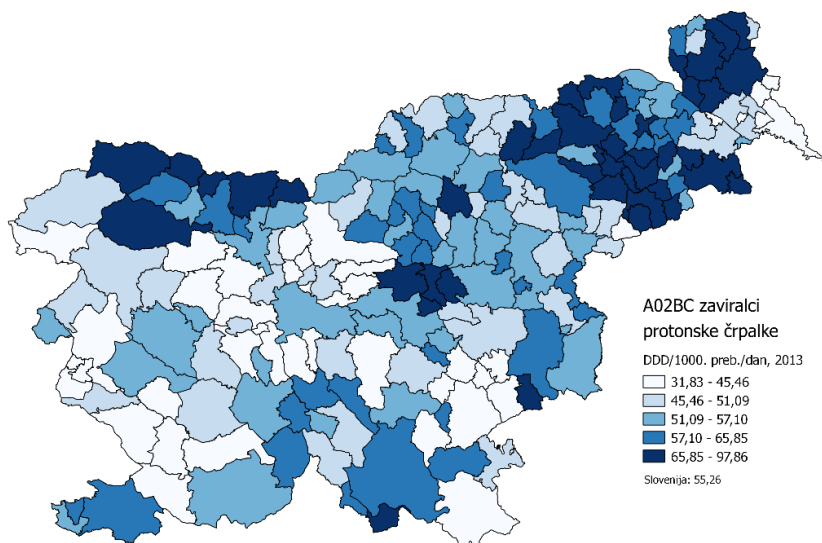 A02BC zaviralci
protonske črpalke
DDD/1000. preb./dan, 2013
31,83 - 45,46
45,46 - 51,09
51,09 - 57,10
57,10 - 65,85
65,85 - 97,86
Slovenija: 55,26